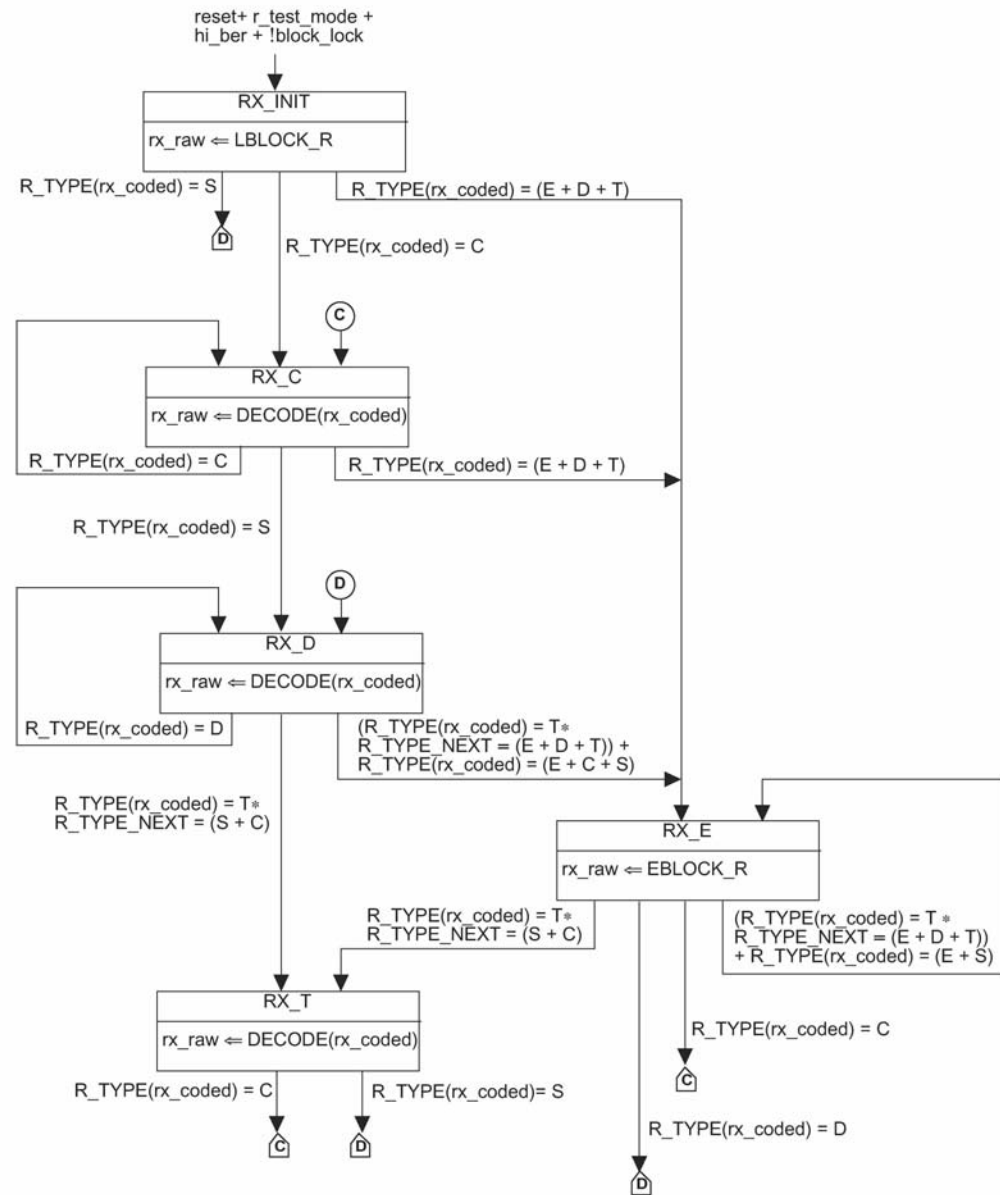 reset+ r_test_mode +
hi_ber + !block_lock
RX_INIT
rx_raw ⇐ LBLOCK_R
R_TYPE(rx_coded) = S
R_TYPE(rx_coded) = (E + D + T)
D
R_TYPE(rx_coded) = C
C
RX_C
rx_raw ⇐ DECODE(rx_coded)
R_TYPE(rx_coded) = C
R_TYPE(rx_coded) = (E + D + T)
R_TYPE(rx_coded) = S
D
RX_D
rx_raw ⇐ DECODE(rx_coded)
R_TYPE(rx_coded) = D
(R_TYPE(rx_coded) = T*
R_TYPE_NEXT = (E + D + T)) +
R_TYPE(rx_coded) = (E + C + S)
R_TYPE(rx_coded) = T*
R_TYPE_NEXT = (S + C)
RX_E
rx_raw ⇐ EBLOCK_R
R_TYPE(rx_coded) = T*
R_TYPE_NEXT = (S + C)
(R_TYPE(rx_coded) = T *
R_TYPE_NEXT = (E + D + T))
+ R_TYPE(rx_coded) = (E + S)
RX_T
rx_raw ⇐ DECODE(rx_coded)
R_TYPE(rx_coded) = C
C
R_TYPE(rx_coded) = C
R_TYPE(rx_coded)= S
C
D
R_TYPE(rx_coded) = D
D